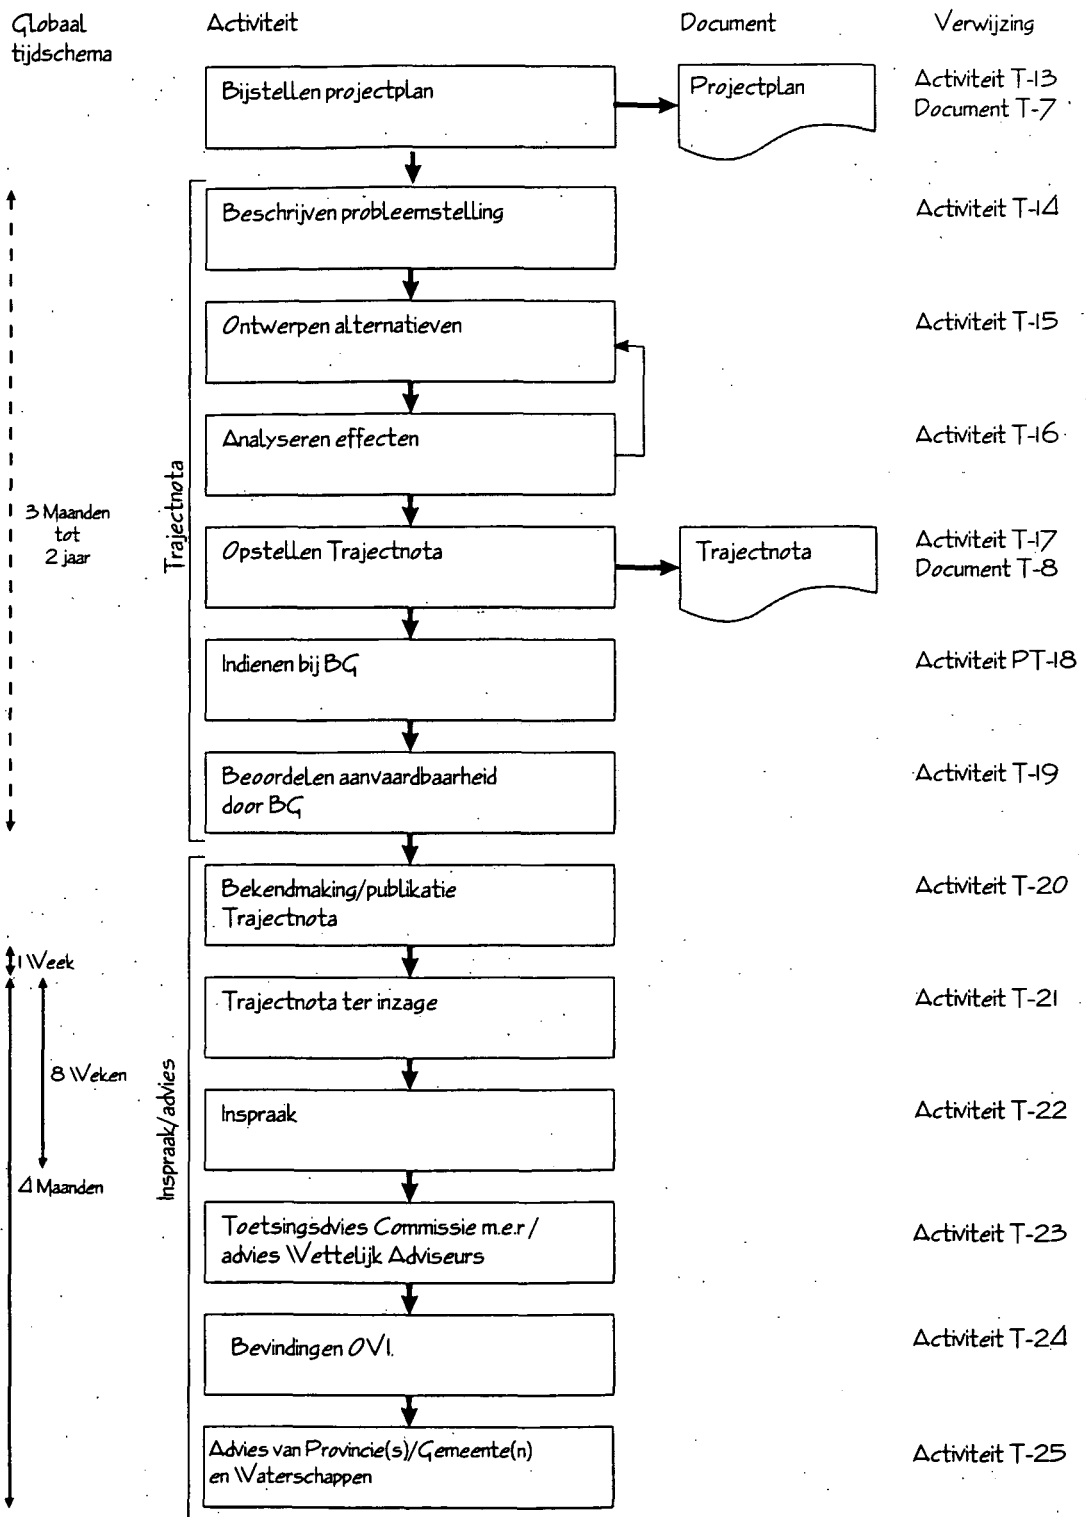 Globaal
tijdschema
Activiteit
Document
Verwijzing
Bijstellen projectplan
Projectplan
Activiteit T-13
Document T-7
Beschrijven probleemstelling
Activiteit T-14
Ontwerpen alternatieven
Activiteit T-15
Analyseren effecten
Activiteit T-16
Trajectnota
3 Maanden
tot
2 jaar
Opstellen Trajectnota
Trajectnota
Activiteit T-17
Document T-8
Indienen bij BG
Activiteit PT-18
Beoordelen aanvaardbaarheid
door BG
Activiteit T-19
Bekendmaking/publikatie
Trajectnota
Activiteit T-20
1 Week
Trajectnota ter inzage
Activiteit T-21
8 Weken
Inspraak/advies
Inspraak
Activiteit T-22
4 Maanden
Toetsingsdvies Commissie m.e.r /
advies Wettelijk Adviseurs
Activiteit T-23
Bevindingen OVI.
Activiteit T-24
Advies van Provincie(s)/Gemeente(n)
en Waterschappen
Activiteit T-25